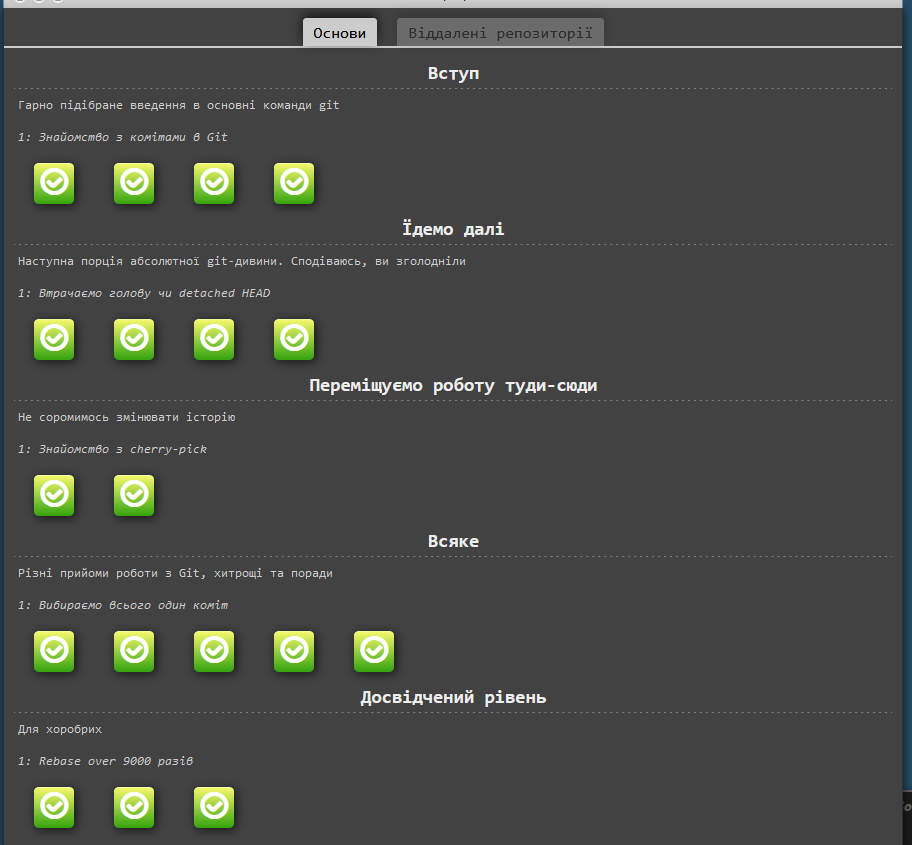 Основи
Віддалені репозиторії
Вступ
Гарно підібране введення в основні команди git
1: Знайомство з комітами в Git
Їдемо далі
Наступна порція абсолютної git-дивини. Сподіваюсь, ви зголодніли
1: Втрачаємо голову чи detached HEAD
Переміщуємо роботу туди-сюди
Не соромимось змінювати історію
1: Знайомство з cherry-pick
Всяке
Різні прийоми роботи з Git, хитрощі та поради
1: Вибираємо всього один коміт
Досвідчений рівень
Для хоробрих
1: Rebase over 9000 разів